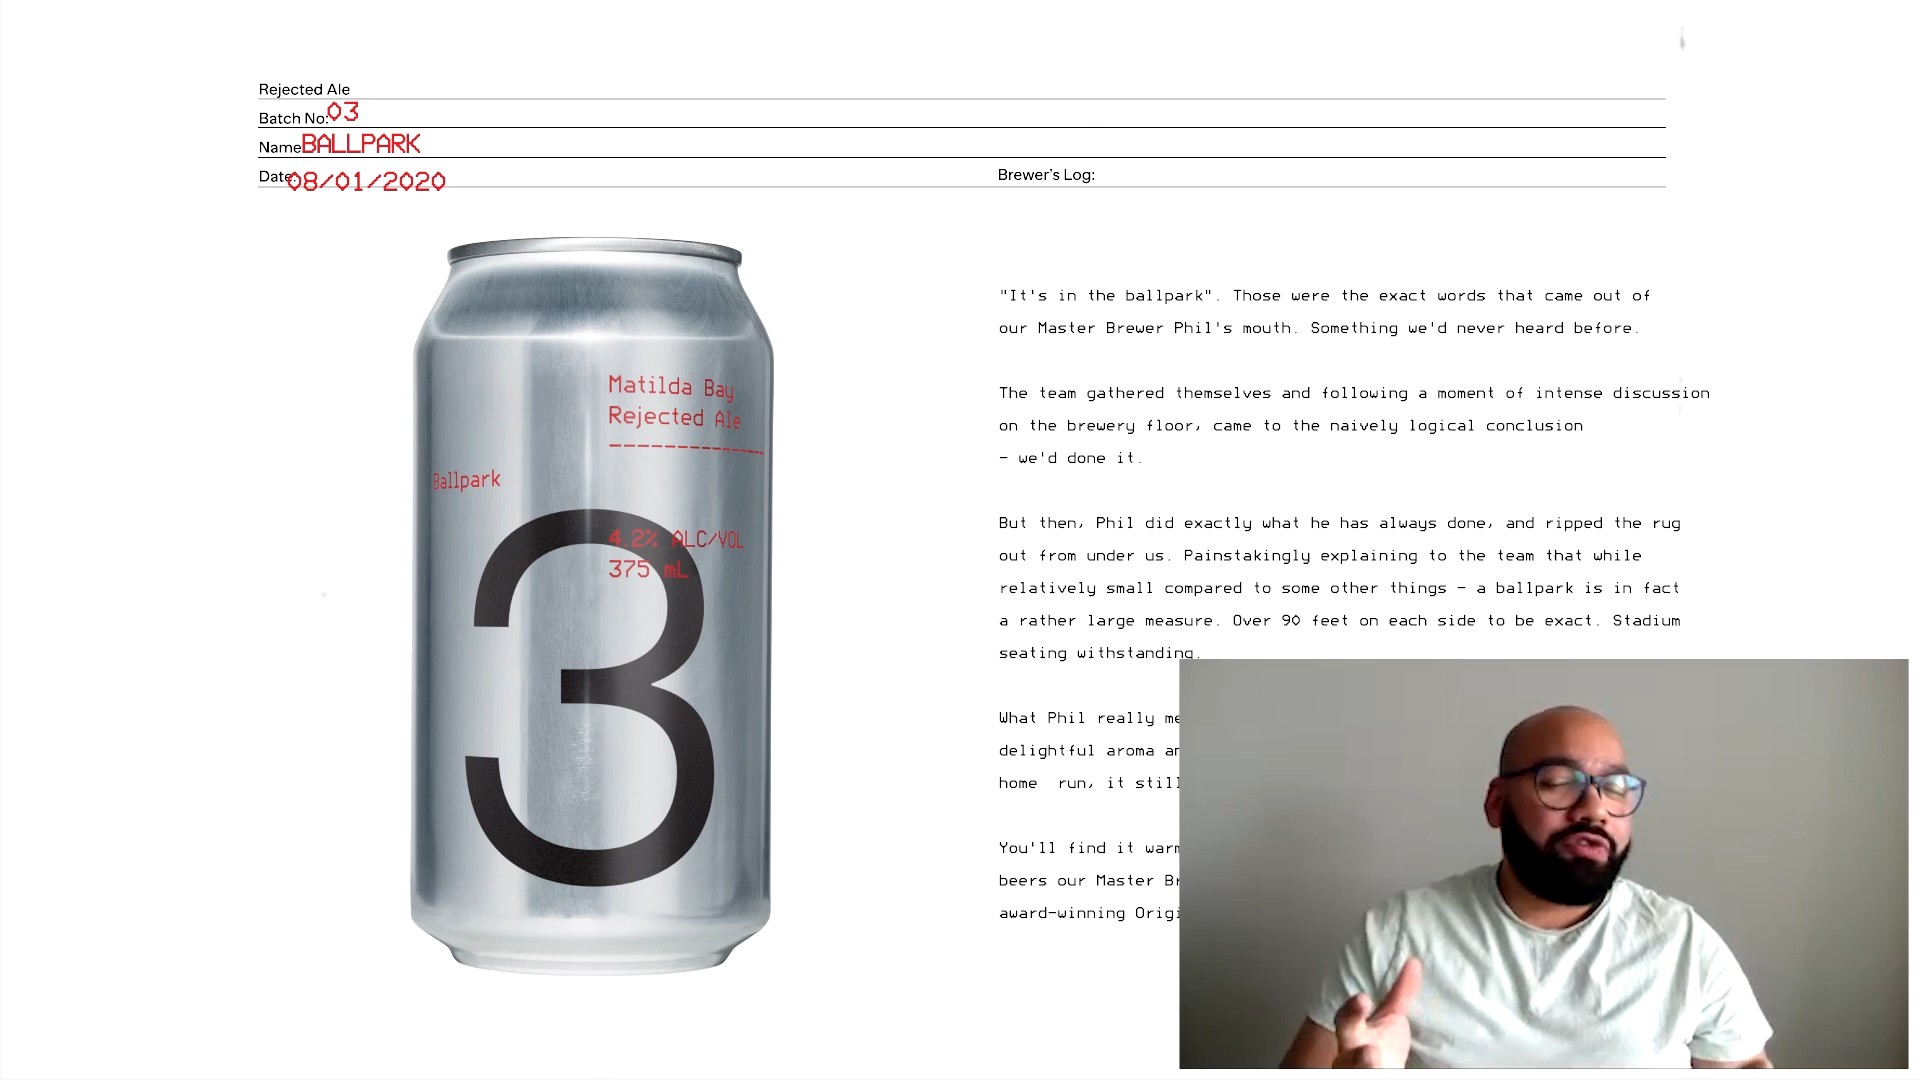 Rejected Ale
Batch No: 03
Name BALLPARK
Date: 08/01/2020
Brewer's Log:
Matilda Bay
Rejected Ale
Ballpark
4.2% ALC/VOL
375 mL
3
"It's in the ballpark". Those were the exact words that came out of
our Master Brewer Phil's mouth. Something we'd never heard before.
The team gathered themselves and following a moment of intense discussion
on the brewery floor, came to the naively logical conclusion
- we'd done it.
But then, Phil did exactly what he has always done, and ripped the rug
out from under us. Painstakingly explaining to the team that while
relatively small compared to some other things - a ballpark is in fact
a rather large measure. Over 90 feet on each side to be exact. Stadium
seating withstanding.
What Phil really
delightful aroma
home run, it still
You'll find it
beers our Master
award-winning